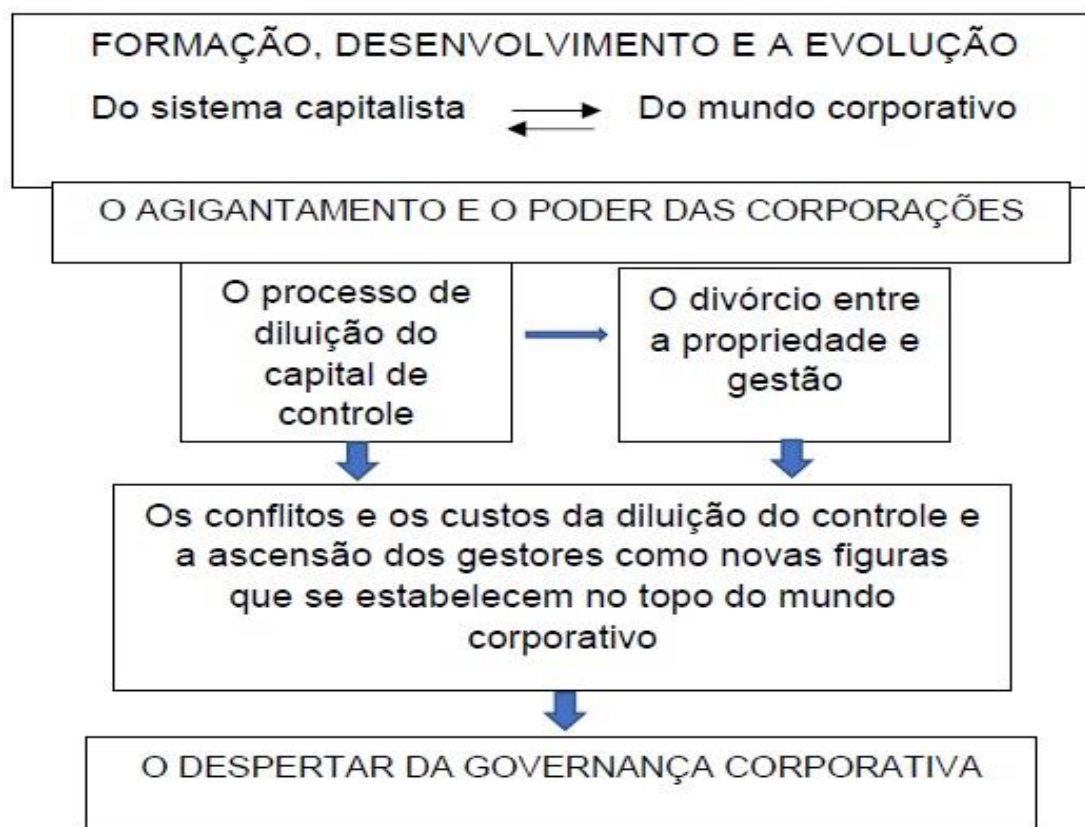 FORMAÇÃO, DESENVOLVIMENTO E A EVOLUÇÃO
Do sistema capitalista Do mundo corporativo
O AGIGANTAMENTO E O PODER DAS CORPORAÇÕES
O processo de
diluição do
capital de
controle
O divórcio entre
a propriedade e
gestão
Os conflitos e os custos da diluição do controle e
a ascensão dos gestores como novas figuras
que se estabelecem no topo do mundo
corporativo
O DESPERTAR DA GOVERNANÇA CORPORATIVA